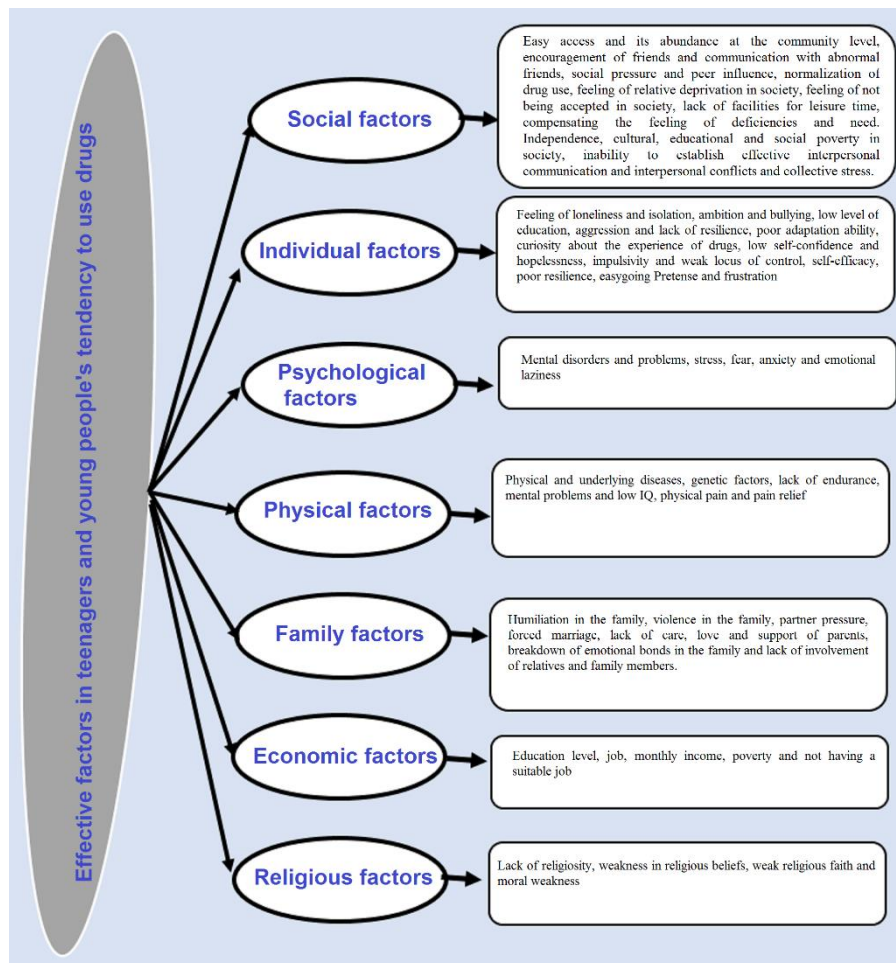 Effective factors in teenagers and young people's tendency to use drugs
Social factors
Easy access and its abundance at the community level,
encouragement of friends and communication with abnormal
friends, social pressure and peer influence, normalization of
drug use, feeling of relative deprivation in society, feeling of not
being accepted in society, lack of facilities for leisure time,
compensating the feeling of deficiencies and need.
Independence, cultural, educational and social poverty in
society, inability to establish effective interpersonal
communication and interpersonal conflicts and collective stress.
Individual factors
Feeling of loneliness and isolation, ambition and bullying, low level of
education, aggression and lack of resilience, poor adaptation ability,
curiosity about the experience of drugs, low self-confidence and
hopelessness, impulsivity and weak locus of control, self-efficacy,
poor resilience, easygoing Pretense and frustration
Psychological
factors
Mental disorders and problems, stress, fear, anxiety and emotional
laziness
Physical factors
Physical and underlying diseases, genetic factors, lack of endurance,
mental problems and low IQ, physical pain and pain relief
Family factors
Humiliation in the family, violence in the family, partner pressure,
forced marriage, lack of care, love and support of parents,
breakdown of emotional bonds in the family and lack of involvement
of relatives and family members.
Economic factors
Education level, job, monthly income, poverty and not having a
suitable job
Religious factors
Lack of religiosity, weakness in religious beliefs, weak religious faith and
moral weakness